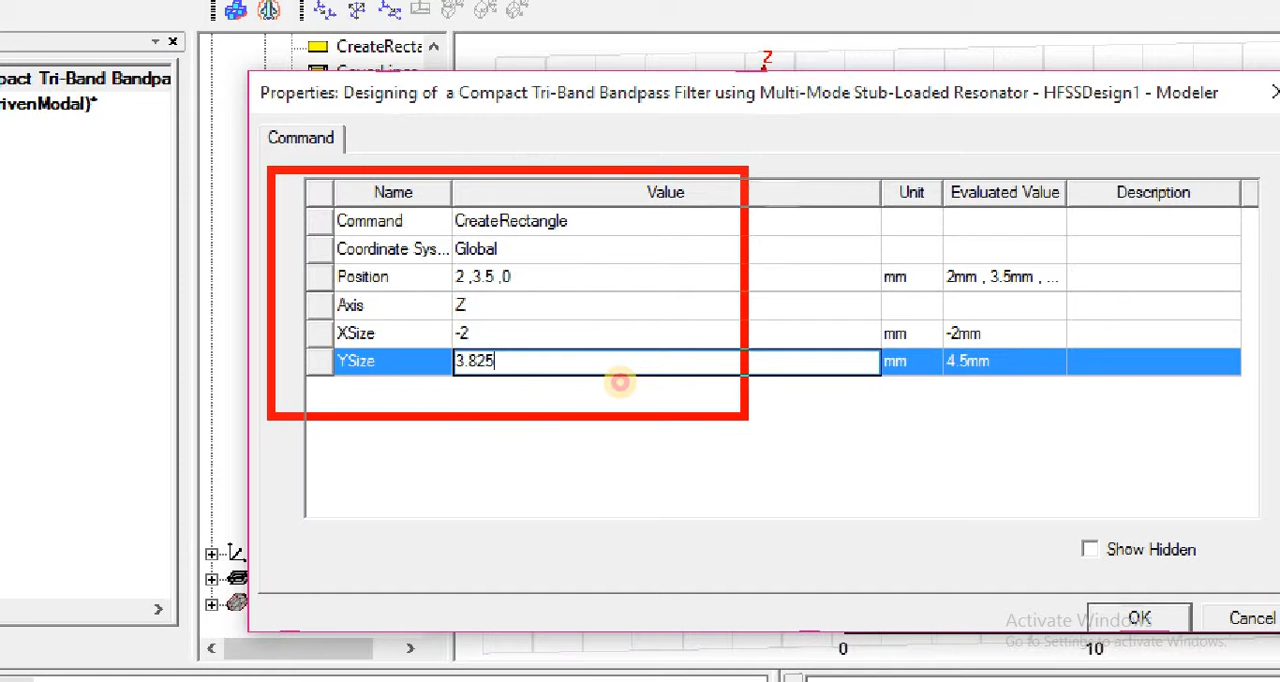 CreateRecta
Z
pact Tri-Band Bandpa
rivenModal)*
Properties: Designing of a Compact Tri-Band Bandpass Filter using Multi-Mode Stub-Loaded Resonator - HFSSDesign1 - Modeler
Command
Name Value Unit Evaluated Value Description
Command CreateRectangle
Coordinate Sys... Global
Position 2 ,3.5 ,0 mm 2mm , 3.5mm , ...
Axis Z
XSize -2 mm -2mm
YSize 3.825 mm 4.5mm
Show Hidden
Activate Windows
OK Cancel
Go to Settings to activate Windows.
0 10